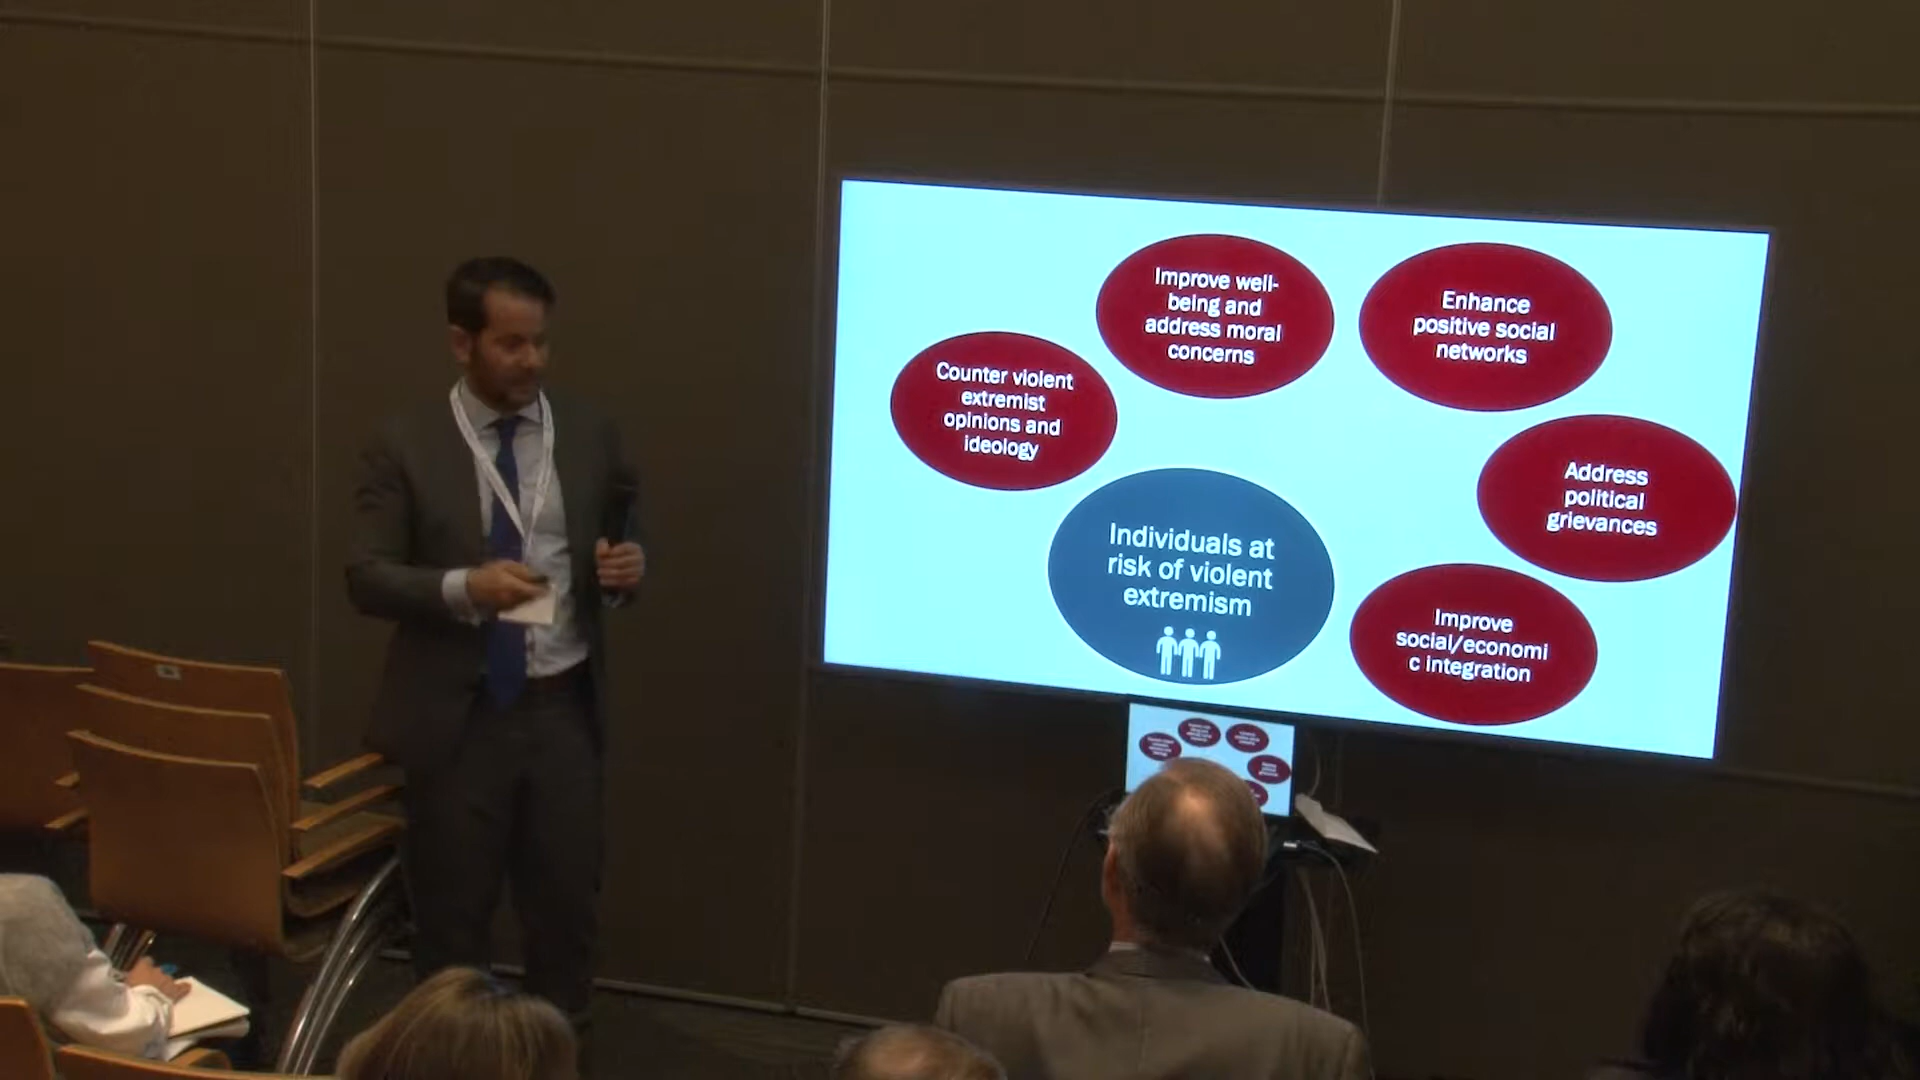 Improve well-
being and
address moral
concerns
Enhance
positive social
networks
Counter violent
extremist
opinions and
ideology
Address
political
grievances
Individuals at
risk of violent
extremism
Improve
social/economi
c integration